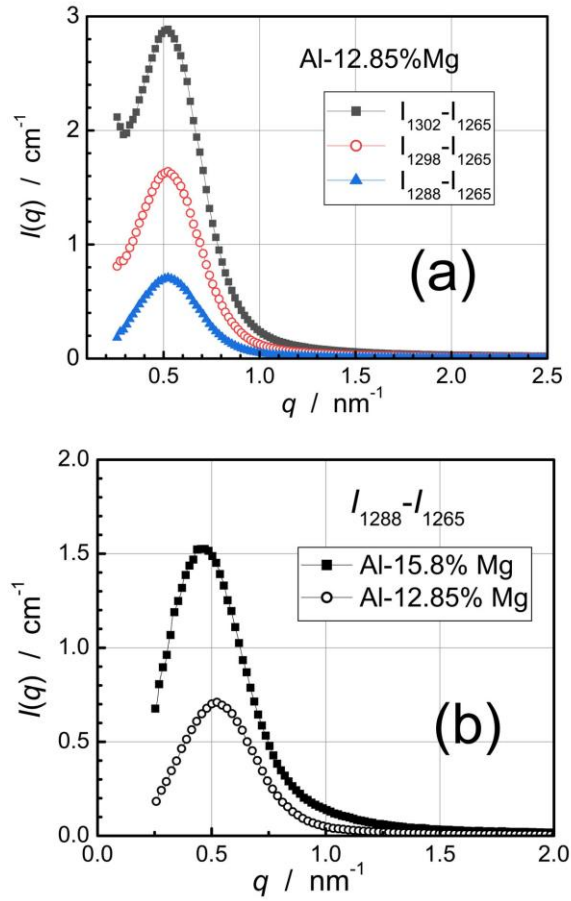 3
2
1
0
I(q) / cm-1
Al-12.85%Mg
I1302-I1265
I1298-I1265
I1288-I1265
(a)
0.5 1.0 1.5 2.0 2.5
q / nm-1
2.0
1.5
1.0
0.5
0.0
I(q) / cm-1
I1288-I1265
Al-15.8% Mg
Al-12.85% Mg
(b)
0.0 0.5 1.0 1.5 2.0
q / nm-1